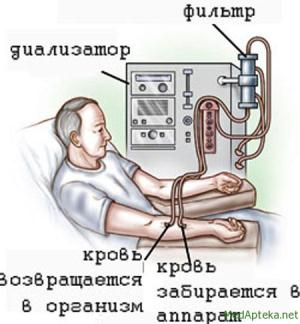 фильтр
диализатор
кровь
возвращается
в организм
кровь
забирается в
аппарат
MedApteka.net